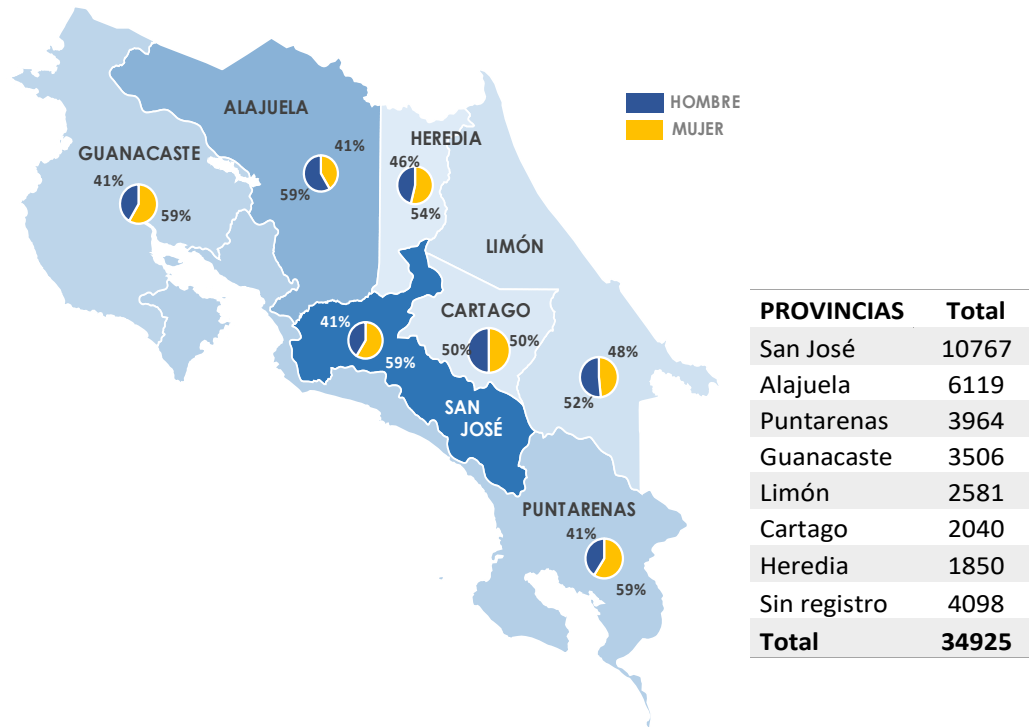 HOMBRE
MUJER
ALAJUELA
41%
59%
HEREDIA
46%
54%
GUANACASTE
41%
59%
LIMÓN
48%
52%
CARTAGO
50%
50%
41%
59%
SAN
JOSÉ
PUNTARENAS
41%
59%
PROVINCIAS Total
San José 10767
Alajuela 6119
Puntarenas 3964
Guanacaste 3506
Limón 2581
Cartago 2040
Heredia 1850
Sin registro 4098
Total 34925